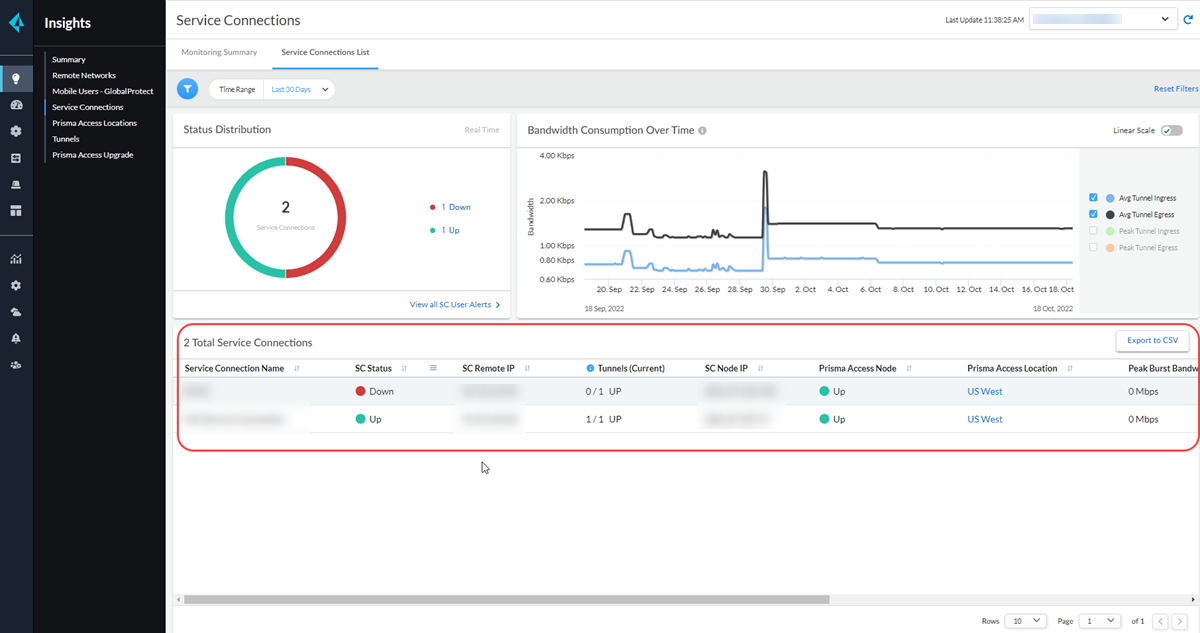 Insights
Summary
Remote Networks
Mobile Users - GlobalProtect
Service Connections
Prisma Access Locations
Tunnels
Prisma Access Upgrade
Service Connections
Last Update 11:38:25 AM
Monitoring Summary
Service Connections List
Time Range Last 30 Days
Reset Filters
Status Distribution
Real Time
2
Service Connections
1 Down
1 Up
View all SC User Alerts
Bandwidth Consumption Over Time
Linear Scale
Bandwidth
4.00 Kbps
2.00 Kbps
1.00 Kbps
0.80 Kbps
0.60 Kbps
20. Sep 22. Sep 24. Sep 26. Sep 28. Sep 30. Sep 2. Oct 4. Oct 6. Oct 8. Oct 10. Oct 12. Oct 14. Oct 16. Oct 18. Oct
18 Sep, 2022 18 Oct, 2022
Avg Tunnel Ingress
Avg Tunnel Egress
Peak Tunnel Ingress
Peak Tunnel Egress
2 Total Service Connections
Export to CSV
Service Connection Name SC Status SC Remote IP Tunnels (Current) SC Node IP Prisma Access Node Prisma Access Location Peak Burst Bandw
Down 0 / 1 UP Up US West 0 Mbps
Up 1 / 1 UP Up US West 0 Mbps
Rows 10 Page 1 of 1